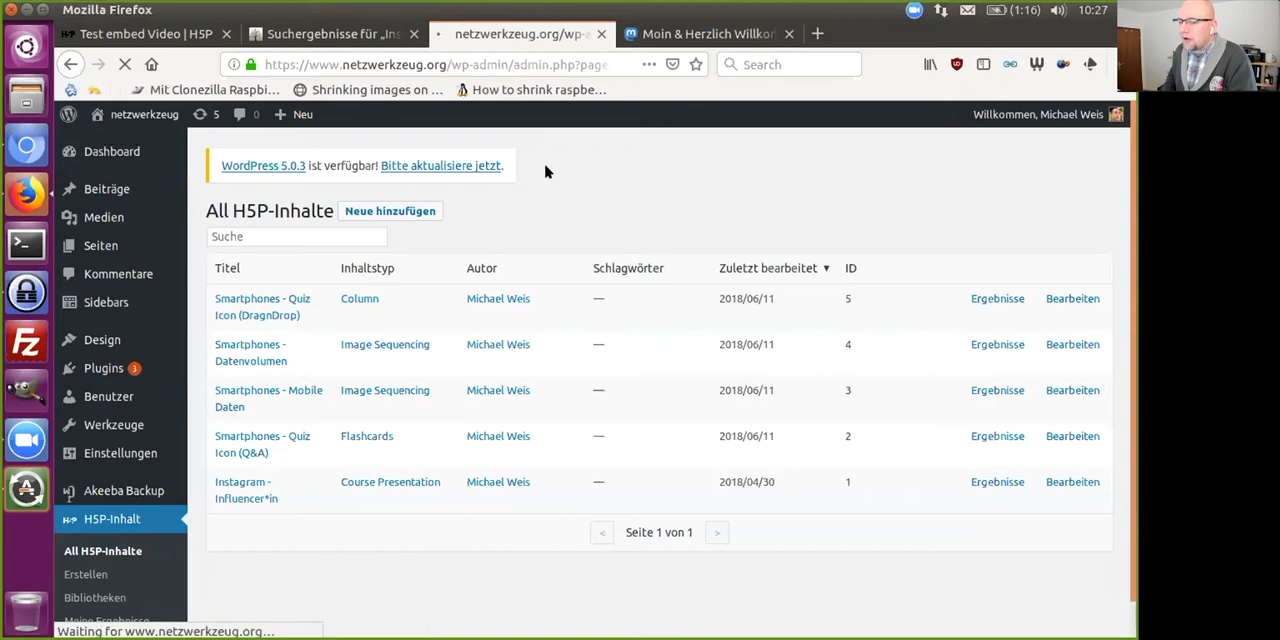 Mozilla Firefox
(1:16)
10:27
Test embed Video | H5P
Suchergebnisse für „Ins
netzwerkzeug.org/wp-a
Moin & Herzlich Willkor
https://www.netzwerkzeug.org/wp-admin/admin.php?page
Search
Mit Clonezilla Raspbi...
Shrinking images on ...
How to shrink raspbe...
netzwerkzeug
5
0
Neu
Willkommen, Michael Weis
Dashboard
Beiträge
Medien
Seiten
Kommentare
Sidebars
Design
Plugins 3
Benutzer
Werkzeuge
Einstellungen
Akeeba Backup
H5P H5P-Inhalt
All H5P-Inhalte
Erstellen
Bibliotheken
Meine Ergebnisse
WordPress 5.0.3 ist verfügbar! Bitte aktualisiere jetzt.
All H5P-Inhalte
Neue hinzufügen
Suche
Titel Inhaltstyp Autor Schlagwörter Zuletzt bearbeitet ▼ ID
Smartphones - Quiz Column Michael Weis — 2018/06/11 5 Ergebnisse Bearbeiten
Icon (DragnDrop)
Smartphones - Image Sequencing Michael Weis — 2018/06/11 4 Ergebnisse Bearbeiten
Datenvolumen
Smartphones - Mobile Image Sequencing Michael Weis — 2018/06/11 3 Ergebnisse Bearbeiten
Daten
Smartphones - Quiz Flashcards Michael Weis — 2018/06/11 2 Ergebnisse Bearbeiten
Icon (Q&A)
Instagram - Course Presentation Michael Weis — 2018/04/30 1 Ergebnisse Bearbeiten
Influencer*in
< Seite 1 von 1 >
Waiting for www.netzwerkzeug.org...